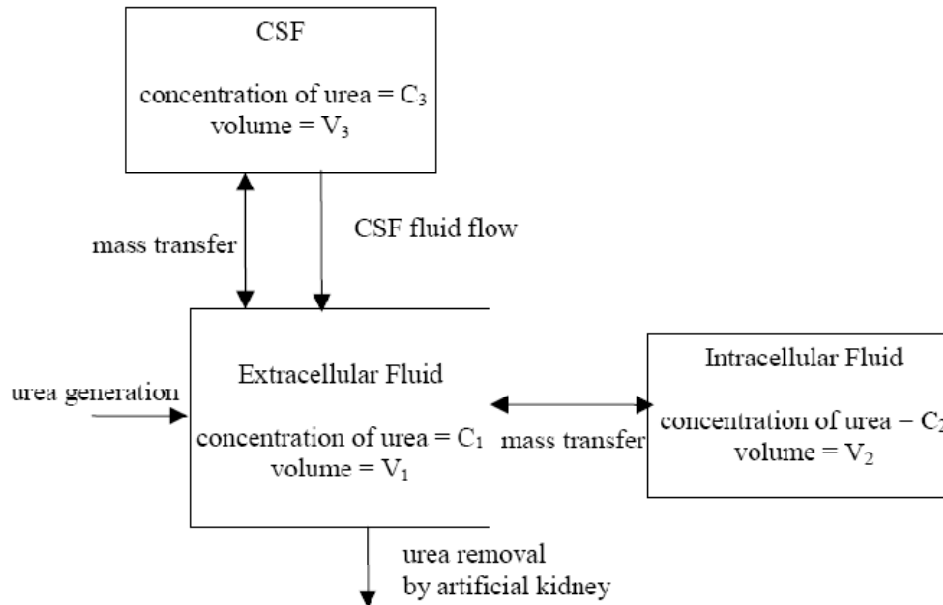 CSF
concentration of urea = C₃
volume = V₃
mass transfer
CSF fluid flow
urea generation
Extracellular Fluid
concentration of urea = C₁
volume = V₁
mass transfer
Intracellular Fluid
concentration of urea – C₂
volume = V₂
urea removal
by artificial kidney